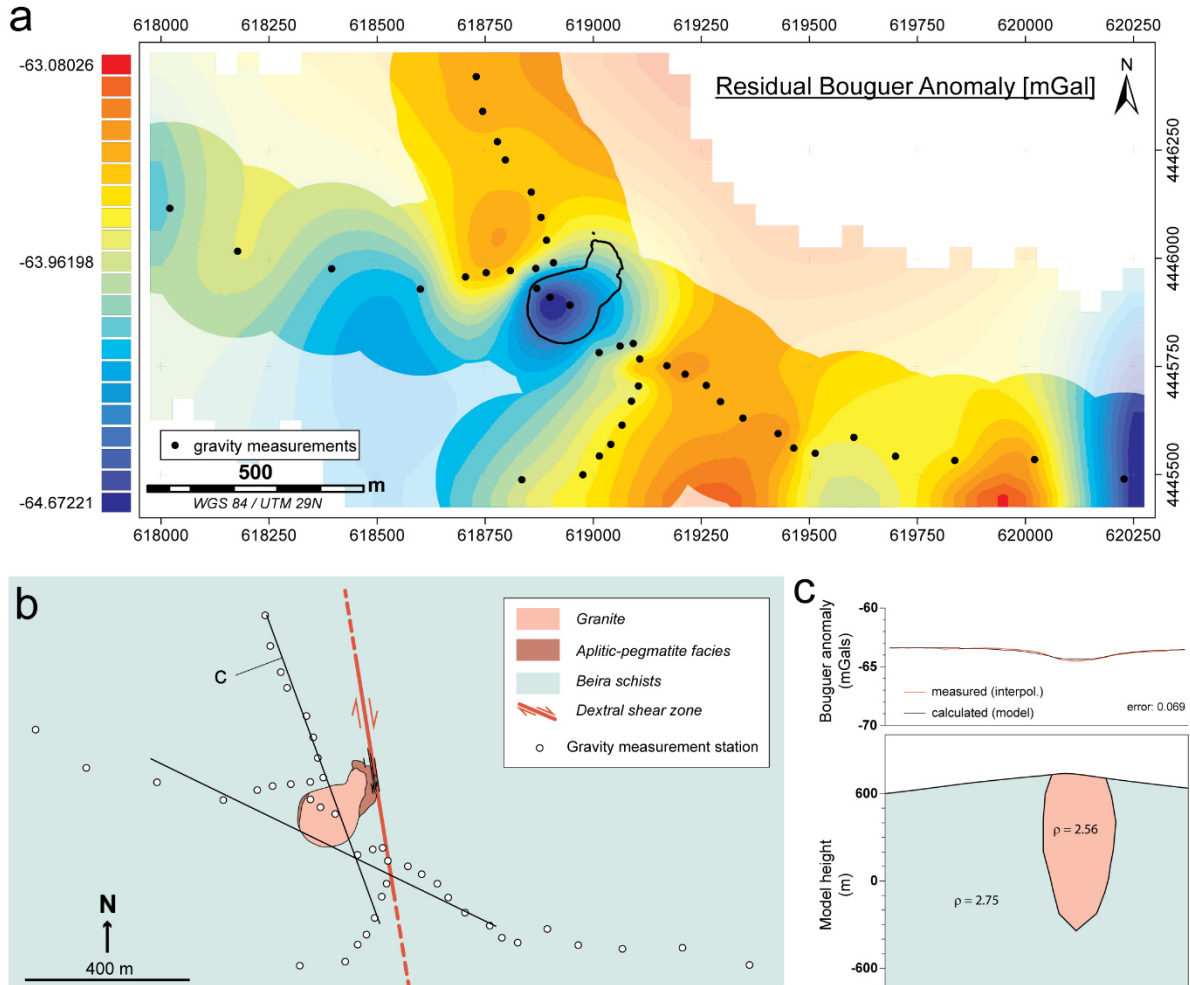 a
618000 618250 618500 618750 619000 619250 619500 619750 620000 620250
-63.08026
-63.96198
-64.67221
Residual Bouguer Anomaly [mGal]
N
4446250
4446000
4445750
4445500
gravity measurements
500
m
WGS 84 / UTM 29N
618000 618250 618500 618750 619000 619250 619500 619750 620000 620250
b
C
Granite
Aplitic-pegmatite facies
Beira schists
Dextral shear zone
Gravity measurement station
N
400 m
c
Bouguer anomaly
(mGals)
-60
-65
-70
measured (interpol.)
calculated (model)
error: 0.069
Model height
(m)
600
0
-600
ρ = 2.56
ρ = 2.75